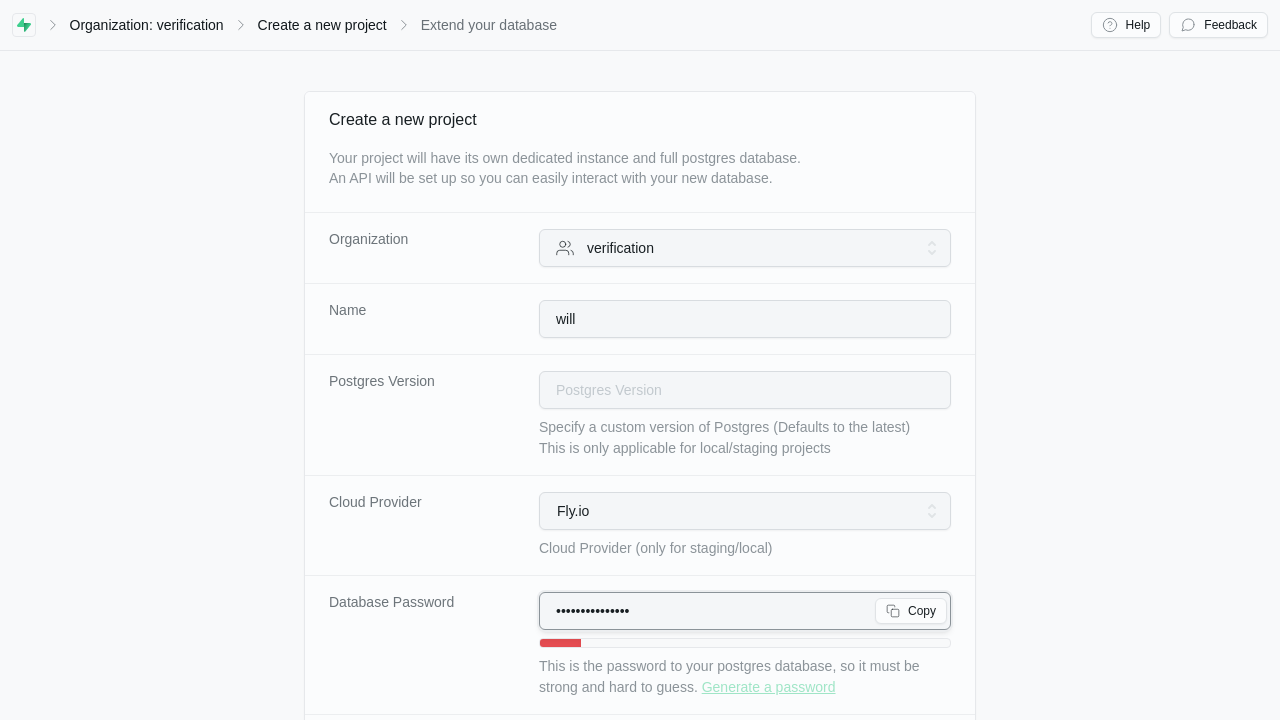 Organization: verification
Create a new project
Extend your database
Help
Feedback
Create a new project
Your project will have its own dedicated instance and full postgres database.
An API will be set up so you can easily interact with your new database.
Organization
verification
Name
will
Postgres Version
Postgres Version
Specify a custom version of Postgres (Defaults to the latest)
This is only applicable for local/staging projects
Cloud Provider
Fly.io
Cloud Provider (only for staging/local)
Database Password
•••••••••••••••
Copy
This is the password to your postgres database, so it must be
strong and hard to guess. Generate a password